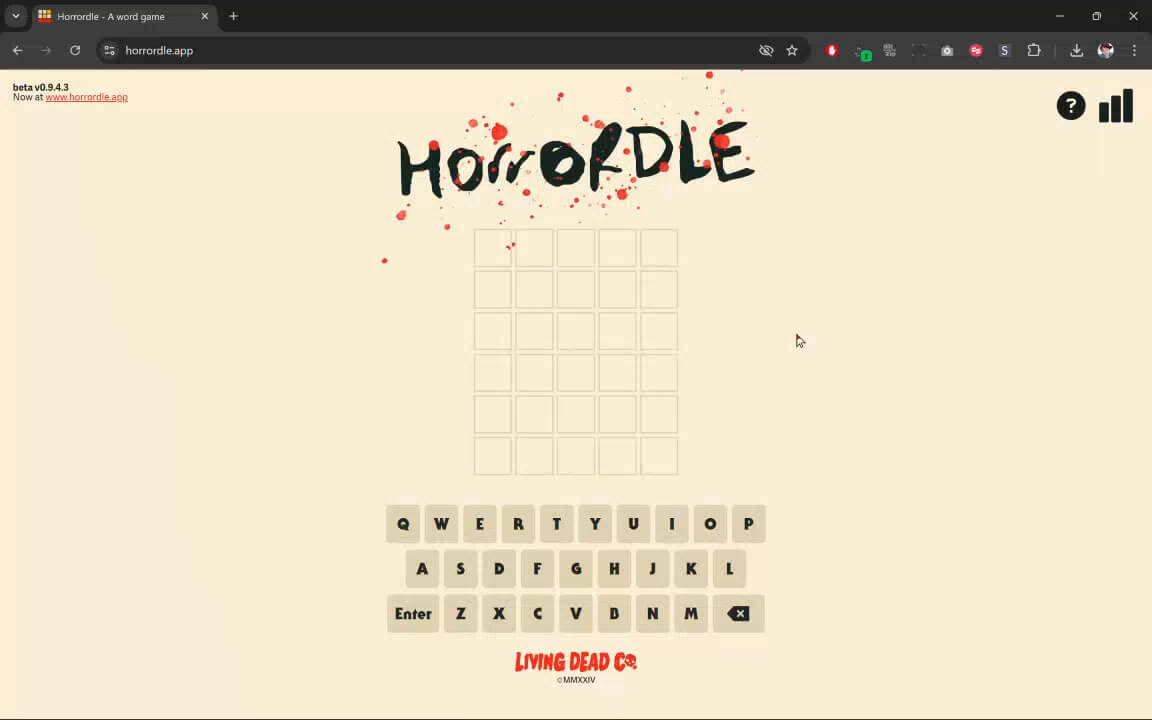 Horrordle - A word game
horrordle.app
beta v0.9.4.3
Now at www.horrordle.app
?
HorrORDLE
Q W E R T Y U I O P
A S D F G H J K L
Enter Z X C V B N M
LIVING DEAD CO.
©MMXXIV